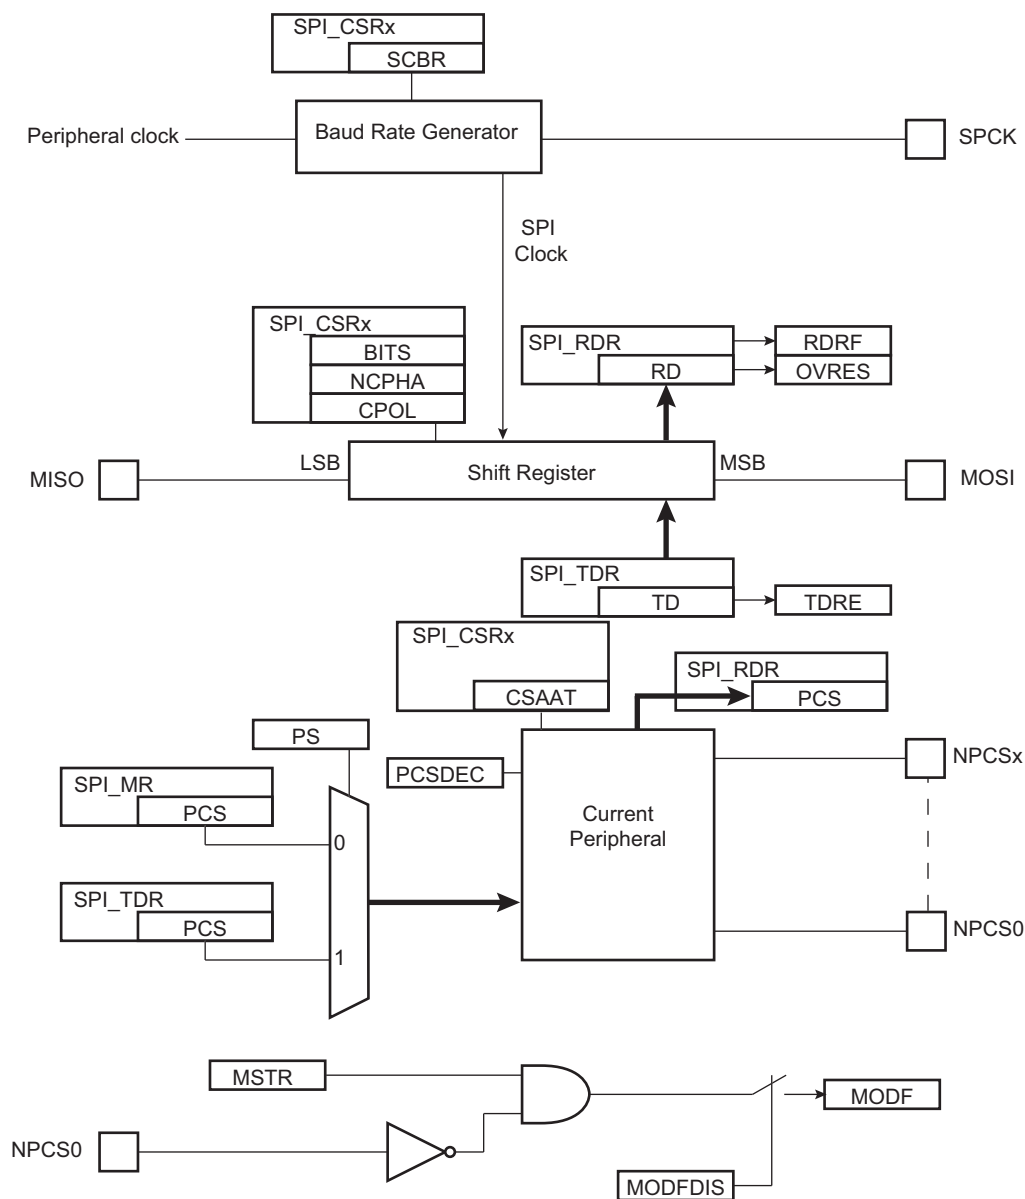 SPI_CSRx
SCBR
Peripheral clock
Baud Rate Generator
SPCK
SPI
Clock
SPI_CSRx
BITS
NCPHA
CPOL
SPI_RDR
RD
RDRF
OVRES
MISO
LSB
Shift Register
MSB
MOSI
SPI_TDR
TD
TDRE
SPI_CSRx
CSAAT
SPI_RDR
PCS
PS
PCSDEC
NPCSx
SPI_MR
PCS
0
Current
Peripheral
SPI_TDR
PCS
1
NPCS0
MSTR
MODF
NPCS0
MODFDIS